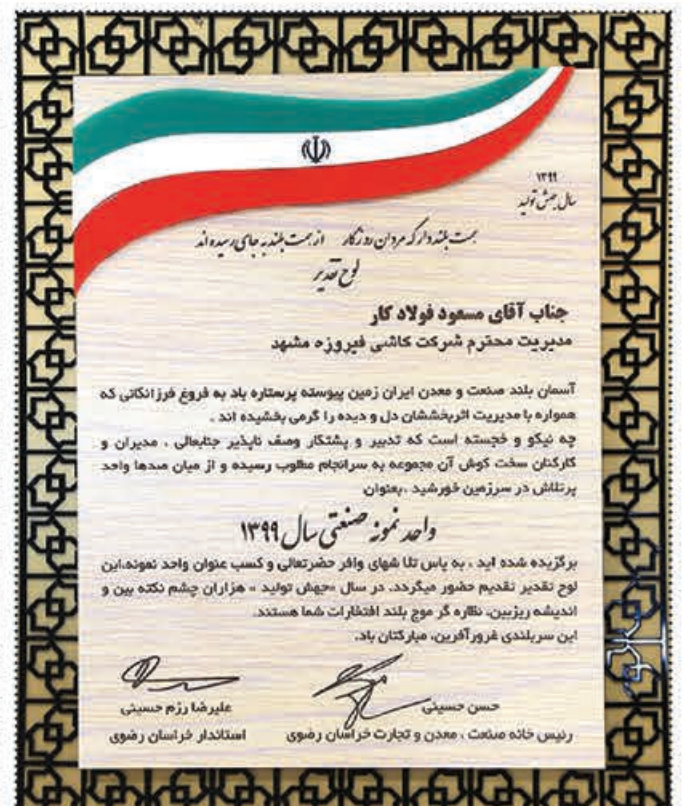 ۱۳۹۹
سال جهش تولید
همت بلند دار که مردان روزگار از همت بلند به جای رسیده اند
لوح تقدیر
جناب آقای مسعود فولاد کار
مدیریت محترم شرکت کاشی فیروزه مشهد
آسمان بلند صنعت و معدن ایران زمین پیوسته پرستاره باد به فروغ فرزانگانی که
همواره با مدیریت اثربخششان دل و دیده را گرمی بخشیده اند .
چه نیکو و خجسته است که تدبیر و پشتکار وصف ناپذیر جنابعالی ، مدیران و
کارکنان سخت کوش آن مجموعه به سرانجام مطلوب رسیده و از میان صدها واحد
پرتلاش در سرزمین خورشید ،بعنوان
واحد نمونه صنعتی سال ۱۳۹۹
برگزیده شده اید ، به پاس تلا شهای وافر حضرتعالی و کسب عنوان واحد نمونه،این
لوح تقدیر تقدیم حضور میگردد. در سال «جهش تولید » هزاران چشم نکته بین و
اندیشه ریزبین، نظاره گر موج بلند افتخارات شما هستند.
این سربلندی غرورآفرین، مبارکتان باد.
حسن حسینی علیرضا رزم حسینی
رئیس خانه صنعت ، معدن و تجارت خراسان رضوی استاندار خراسان رضوی